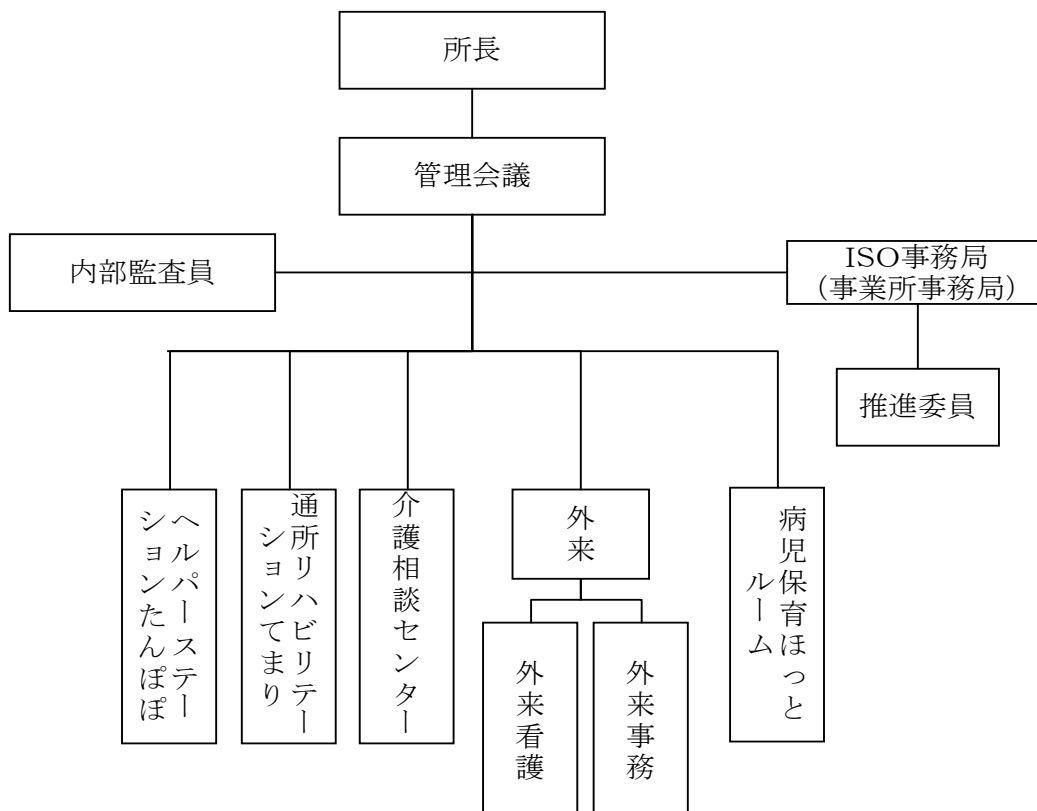 所長
管理会議
内部監査員
ISO事務局
（事業所事務局）
推進委員
ヘルパーステー
ションたんぽぽ
通所リハビリテー
ションてまり
介護相談センター
外来
外来看護
外来事務
病児保育ほっと
ルーム